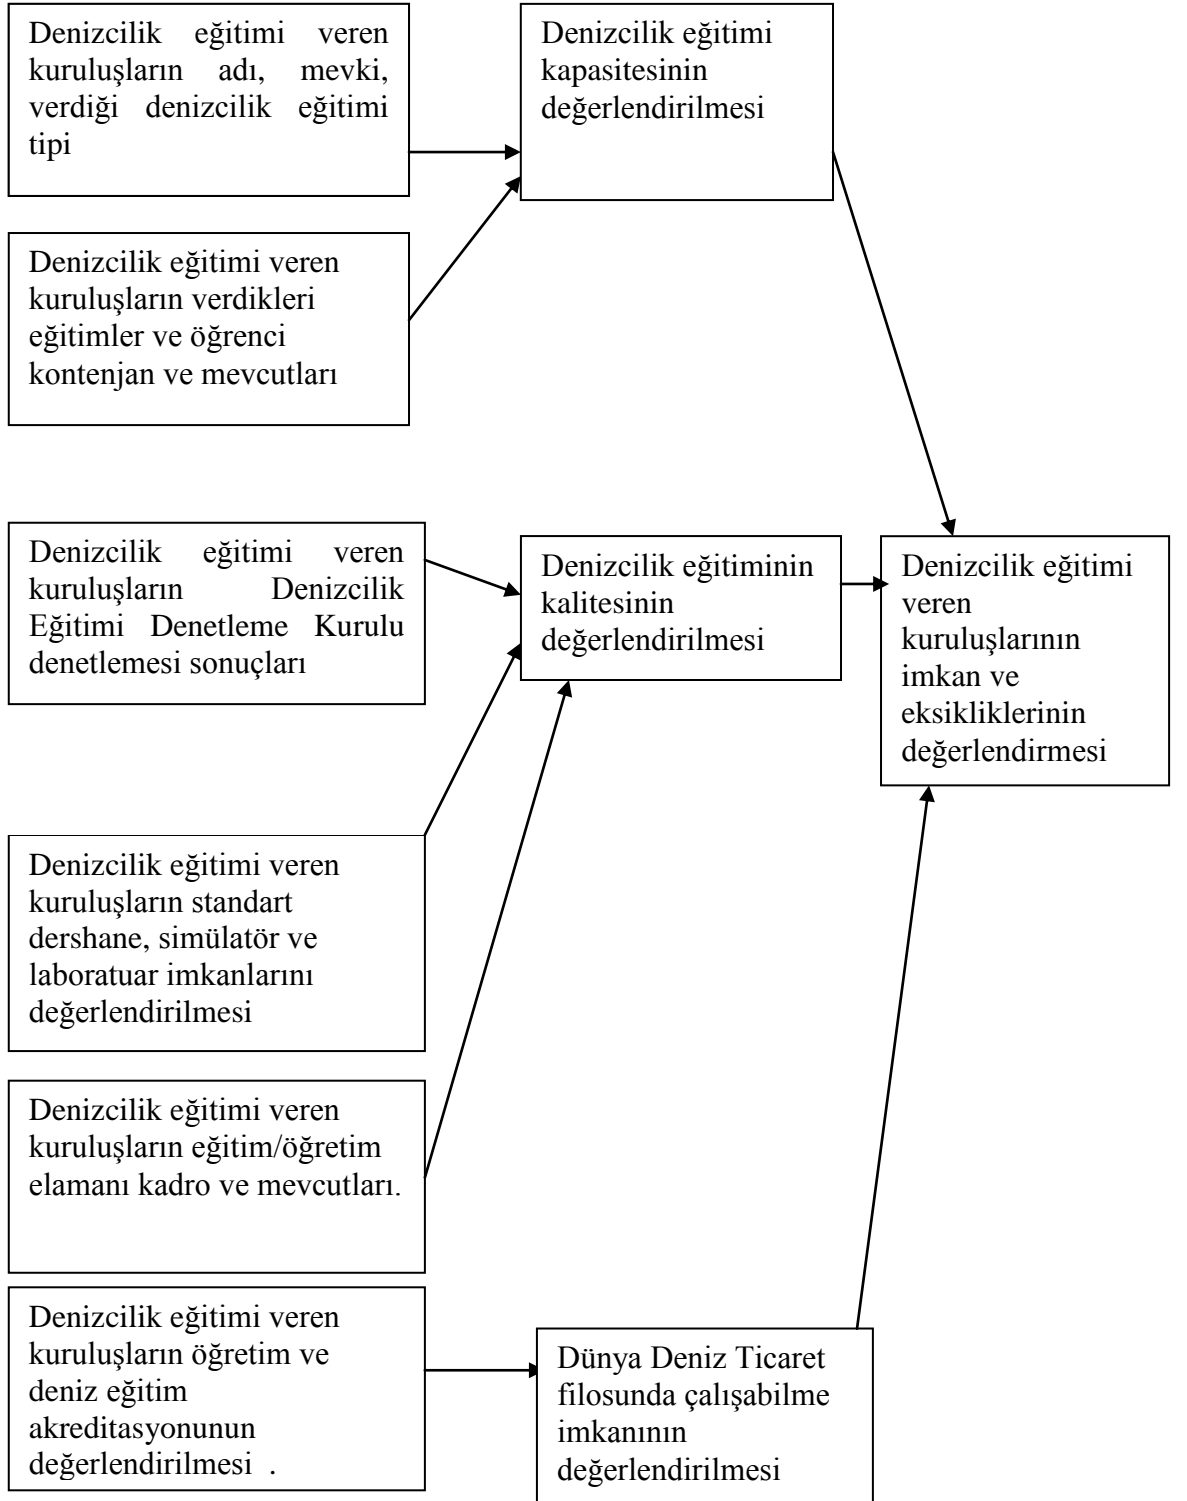 Denizcilik eğitimi veren
kuruluşların adı, mevki,
verdiği denizcilik eğitimi
tipi
Denizcilik eğitimi
kapasitesinin
değerlendirilmesi
Denizcilik eğitimi veren
kuruluşların verdikleri
eğitimler ve öğrenci
kontenjan ve mevcutları
Denizcilik eğitimi veren
kuruluşların Denizcilik
Eğitimi Denetleme Kurulu
denetlemesi sonuçları
Denizcilik eğitiminin
kalitesinin
değerlendirilmesi
Denizcilik eğitimi
veren
kuruluşlarının
imkan ve
eksikliklerinin
değerlendirmesi
Denizcilik eğitimi veren
kuruluşların standart
dershane, simülatör ve
laboratuar imkanlarını
değerlendirilmesi
Denizcilik eğitimi veren
kuruluşların eğitim/öğretim
elamanı kadro ve mevcutları.
Denizcilik eğitimi veren
kuruluşların öğretim ve
deniz eğitim
akreditasyonunun
değerlendirilmesi .
Dünya Deniz Ticaret
filosunda çalışabilme
imkanının
değerlendirilmesi